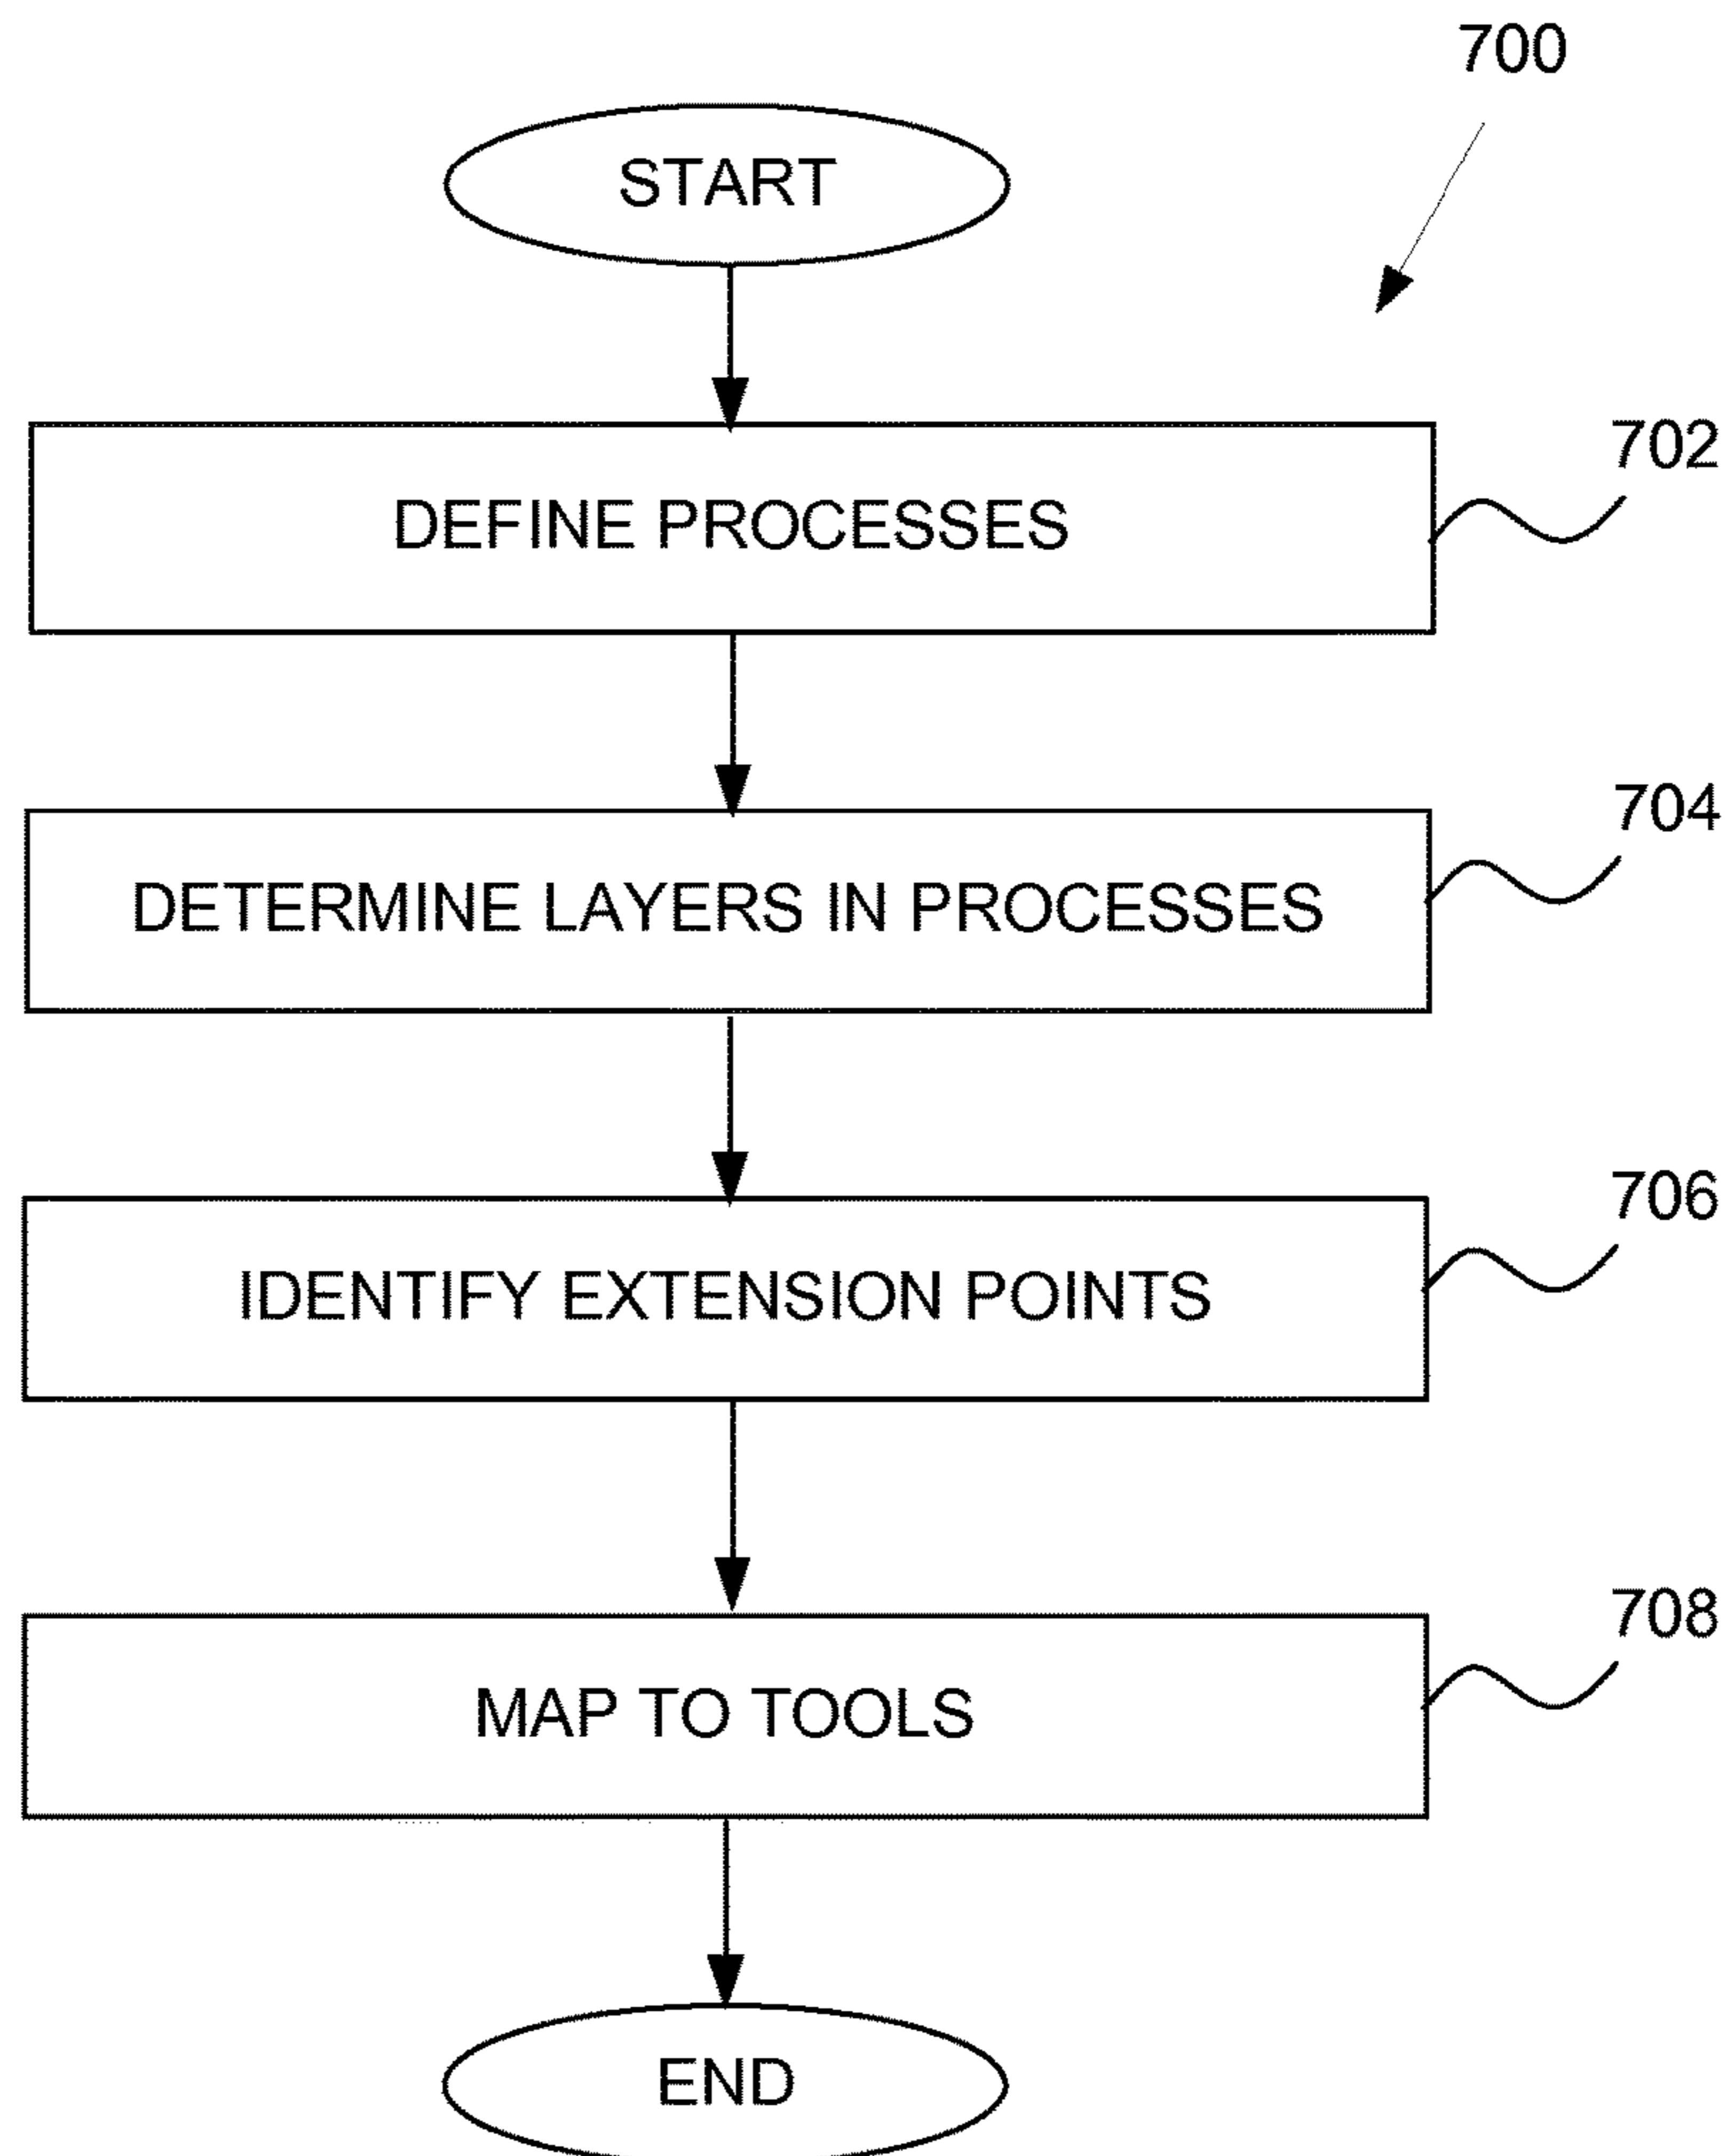 700
START
DEFINE PROCESSES
702
DETERMINE LAYERS IN PROCESSES
704
IDENTIFY EXTENSION POINTS
706
MAP TO TOOLS
708
END